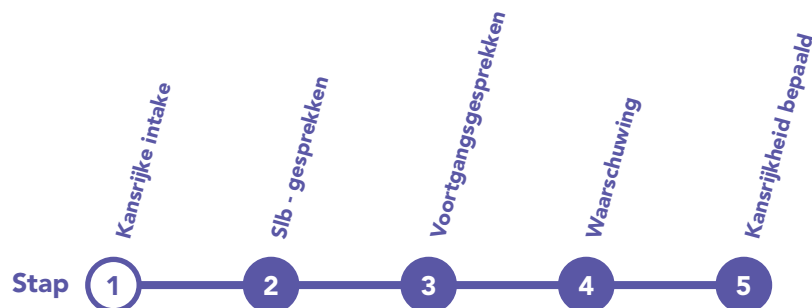 Kansrijke intake
Slb - gesprekken
Voortgangsgesprekken
Waarschuwing
Kansrijkheid bepaald
Stap 1 2 3 4 5